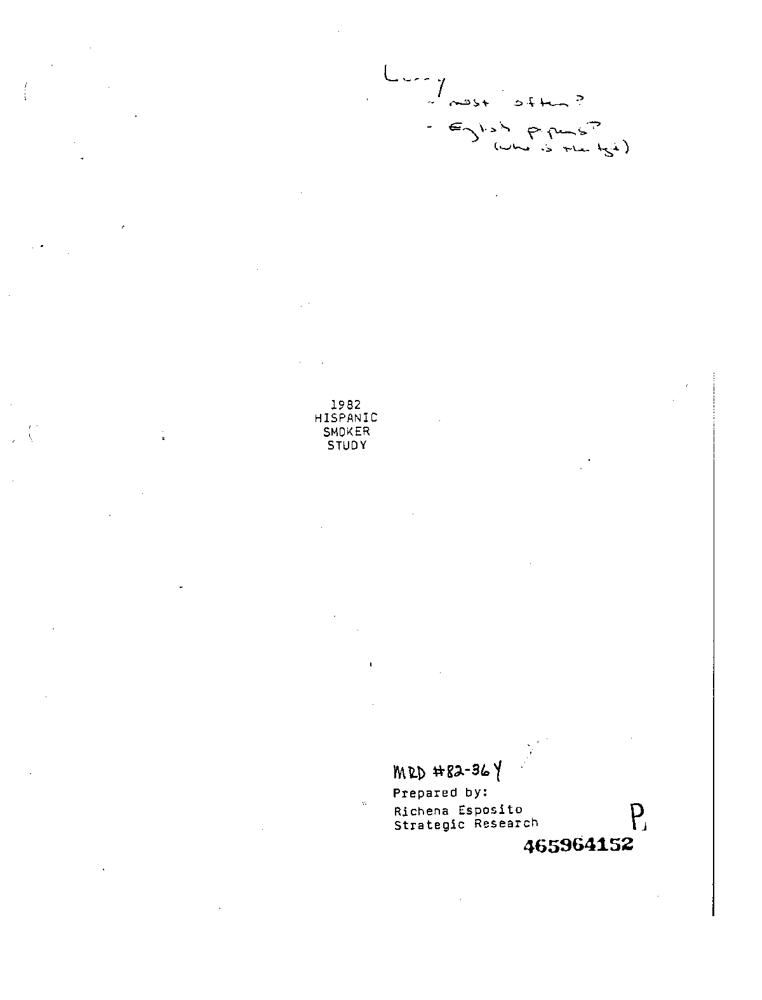 Larry
- most often?
- English papers?
(who is the tgt)
1982
HISPANIC
SMOKER
STUDY
MRD #82-36Y
Prepared by:
Richena Esposito
Strategic Research
P
465964152